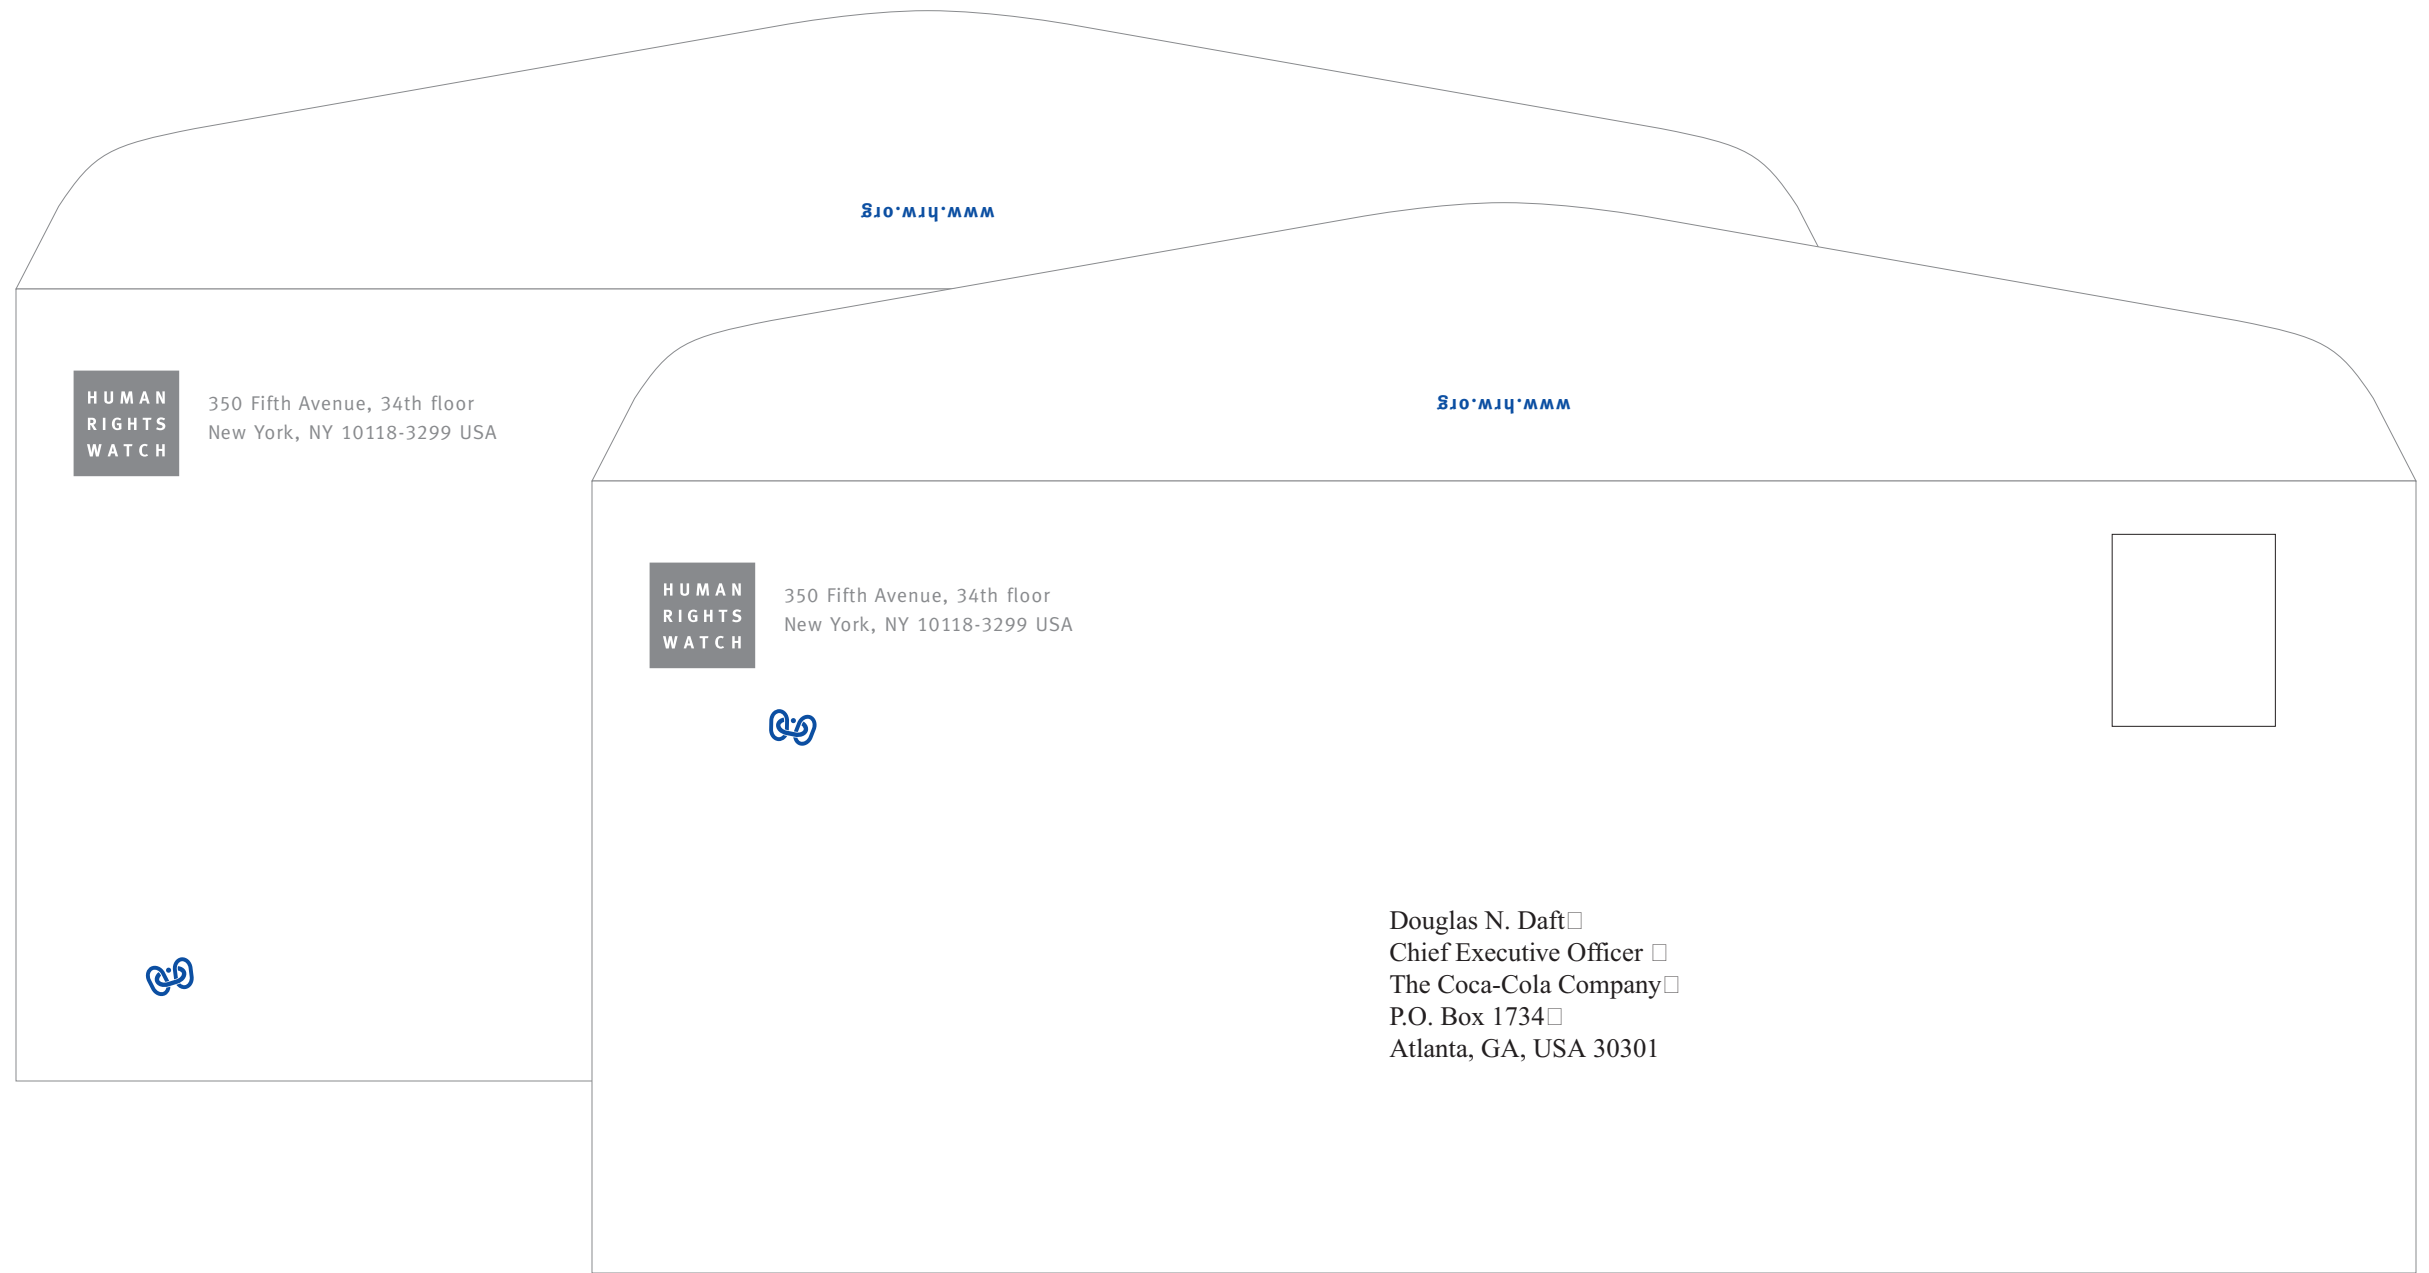 www.hrw.org
HUMAN
RIGHTS
WATCH
350 Fifth Avenue, 34th floor
New York, NY 10118-3299 USA
www.hrw.org
HUMAN
RIGHTS
WATCH
350 Fifth Avenue, 34th floor
New York, NY 10118-3299 USA
Douglas N. Daft
Chief Executive Officer
The Coca-Cola Company
P.O. Box 1734
Atlanta, GA, USA 30301